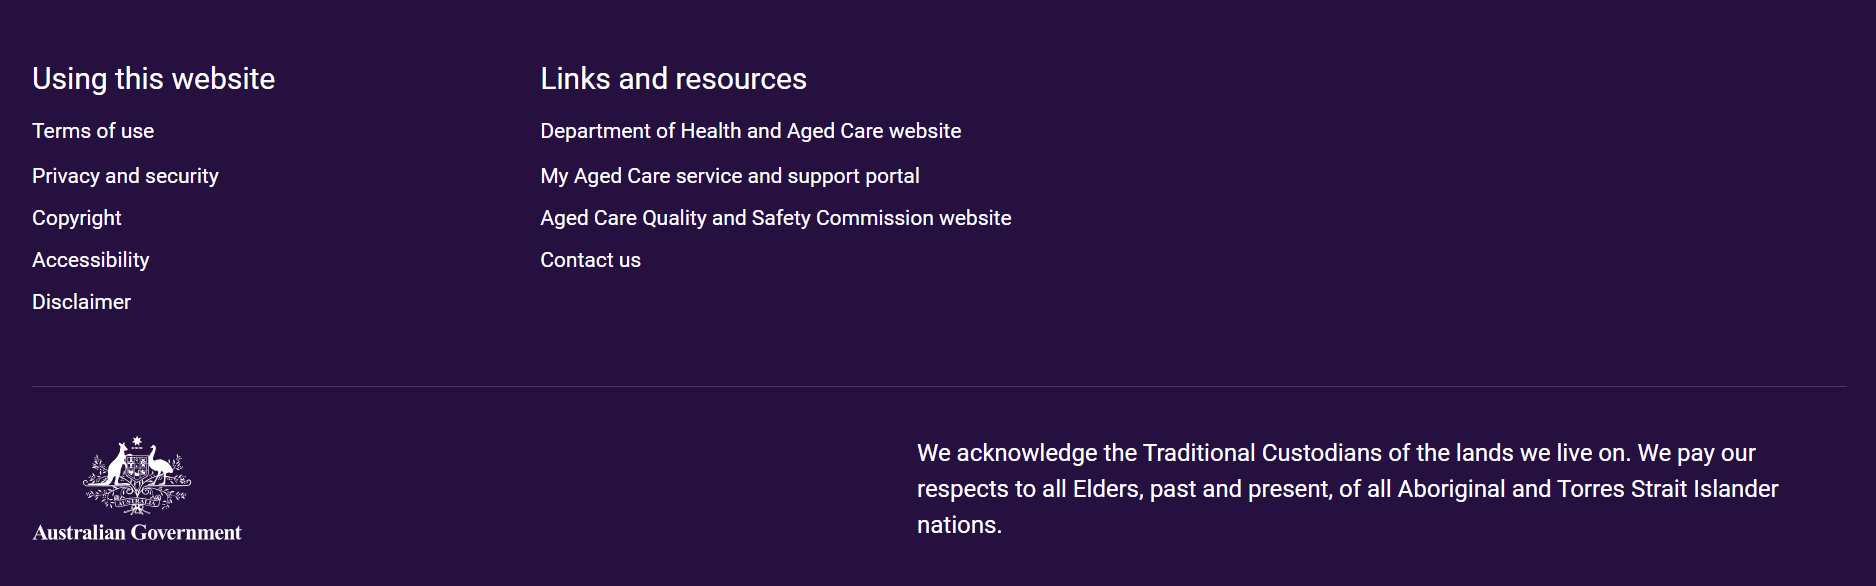 Using this website
Terms of use
Privacy and security
Copyright
Accessibility
Disclaimer
Links and resources
Department of Health and Aged Care website
My Aged Care service and support portal
Aged Care Quality and Safety Commission website
Contact us
AUSTRALIA
Australian Government
We acknowledge the Traditional Custodians of the lands we live on. We pay our
respects to all Elders, past and present, of all Aboriginal and Torres Strait Islander
nations.